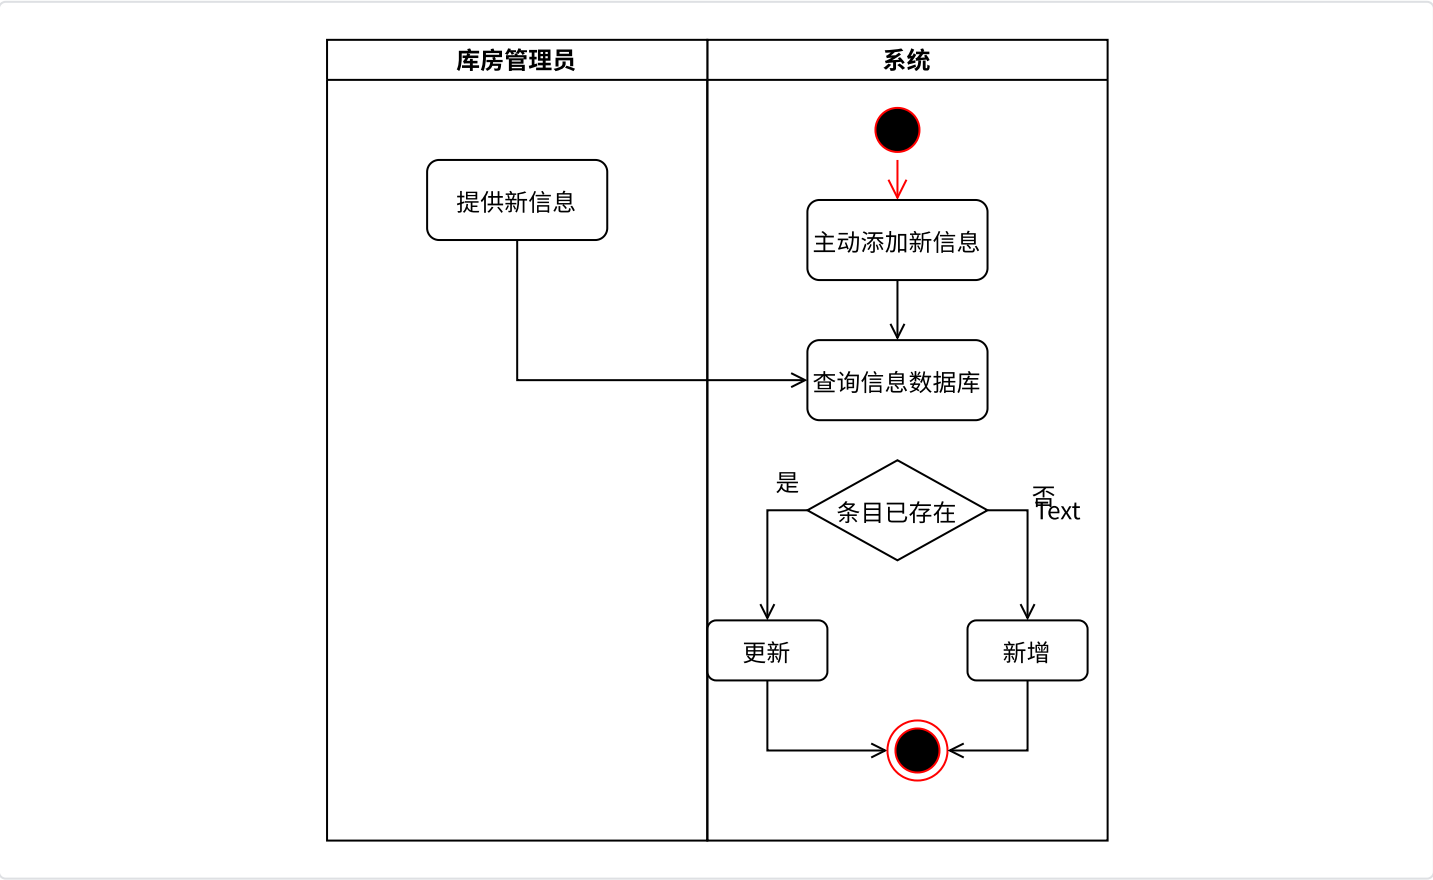 库房管理员
系统
提供新信息
主动添加新信息
查询信息数据库
是
条目已存在
否
Text
更新
新增